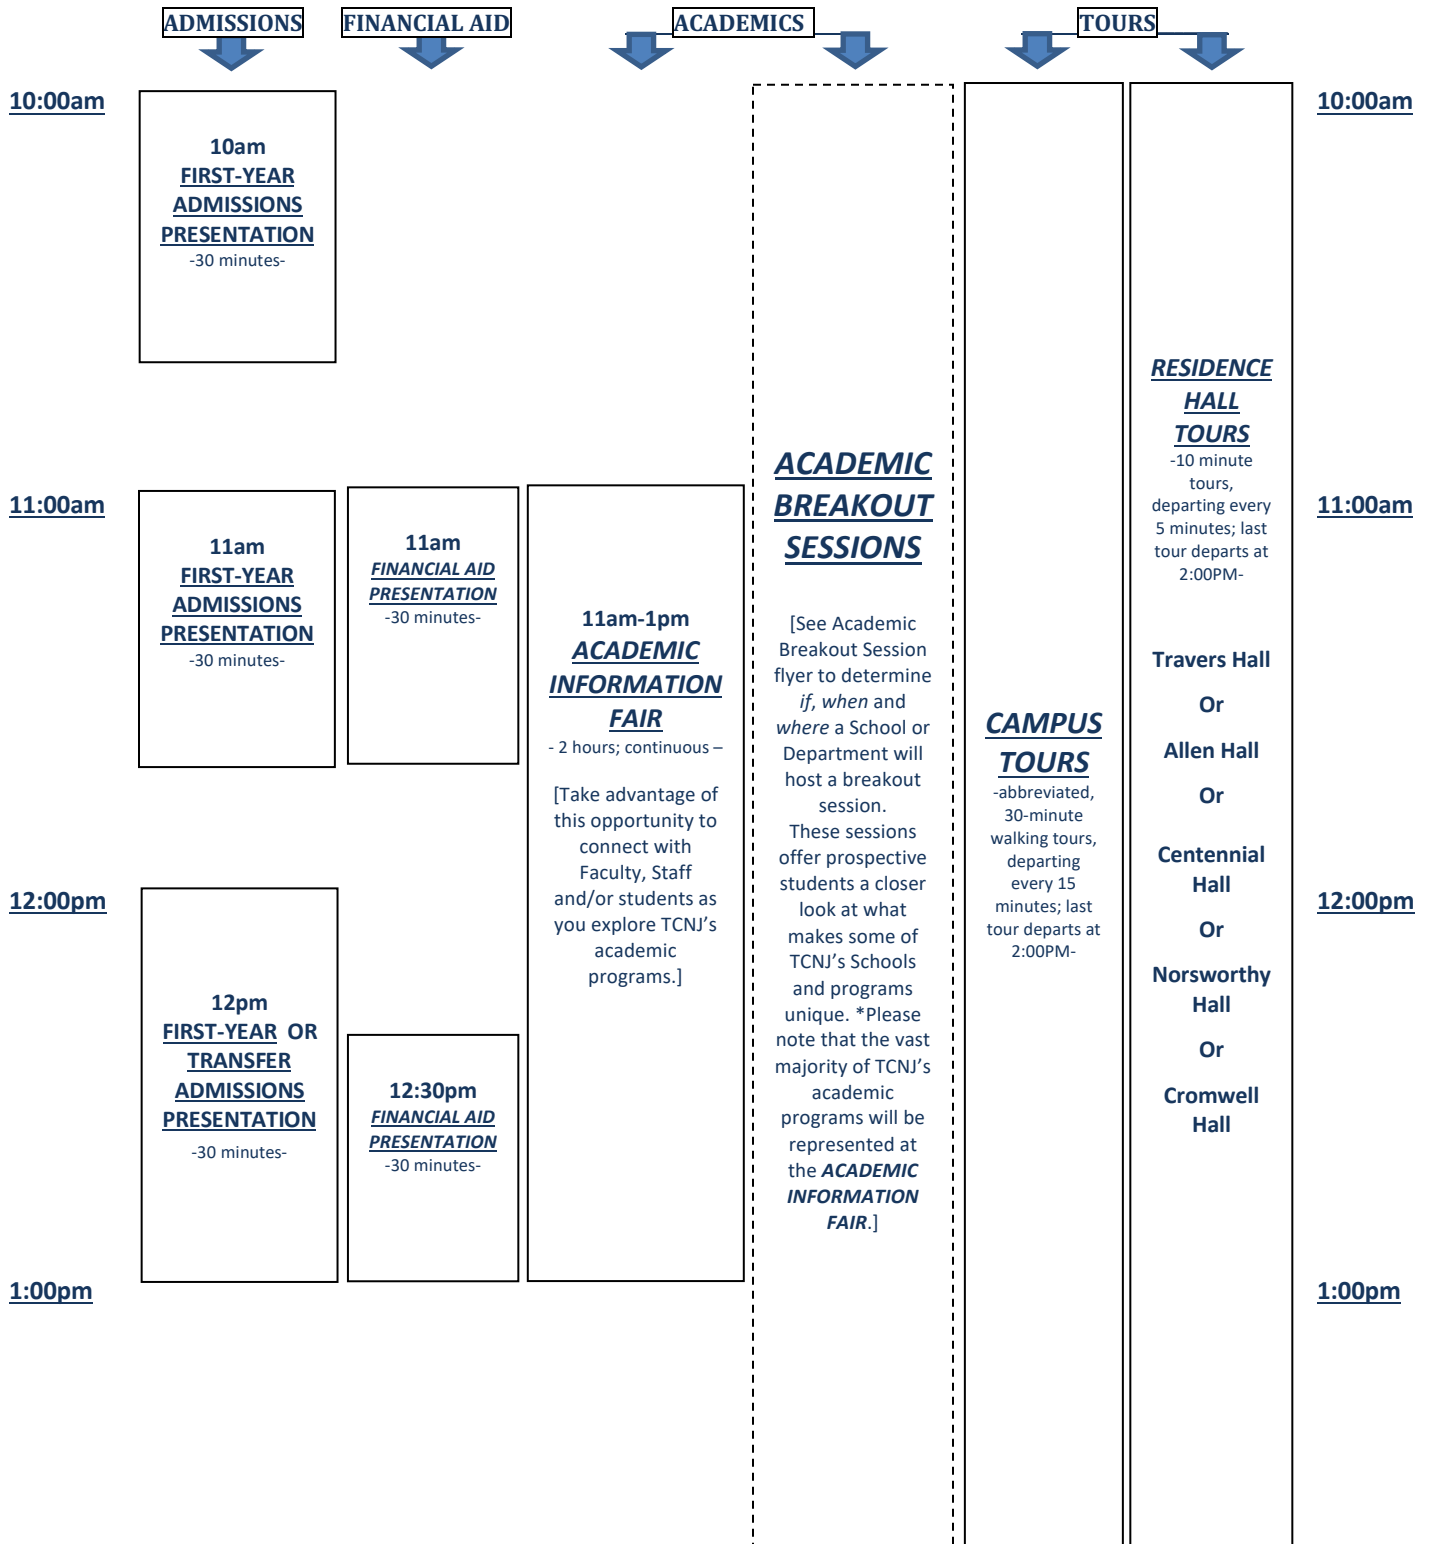 ADMISSIONS
FINANCIAL AID
ACADEMICS
TOURS
10:00am
10:00am
10am
FIRST-YEAR
ADMISSIONS
PRESENTATION
-30 minutes-
11:00am
11:00am
11am
FIRST-YEAR
ADMISSIONS
PRESENTATION
-30 minutes-
12:00pm
12:00pm
12pm
FIRST-YEAR OR
TRANSFER
ADMISSIONS
PRESENTATION
-30 minutes-
1:00pm
1:00pm
11am
FINANCIAL AID
PRESENTATION
-30 minutes-
12:30pm
FINANCIAL AID
PRESENTATION
-30 minutes-
11am-1pm
ACADEMIC
INFORMATION
FAIR
- 2 hours; continuous –
[Take advantage of
this opportunity to
connect with
Faculty, Staff
and/or students as
you explore TCNJ’s
academic
programs.]
ACADEMIC
BREAKOUT
SESSIONS
[See Academic
Breakout Session
flyer to determine
if, when and
where a School or
Department will
host a breakout
session.
These sessions
offer prospective
students a closer
look at what
makes some of
TCNJ’s Schools
and programs
unique. *Please
note that the vast
majority of TCNJ’s
academic
programs will be
represented at
the ACADEMIC
INFORMATION
FAIR.]
CAMPUS
TOURS
-abbreviated,
30-minute
walking tours,
departing
every 15
minutes; last
tour departs at
2:00PM-
RESIDENCE
HALL
TOURS
-10 minute
tours,
departing every
5 minutes; last
tour departs at
2:00PM-
Travers Hall
Or
Allen Hall
Or
Centennial
Hall
Or
Norsworthy
Hall
Or
Cromwell
Hall